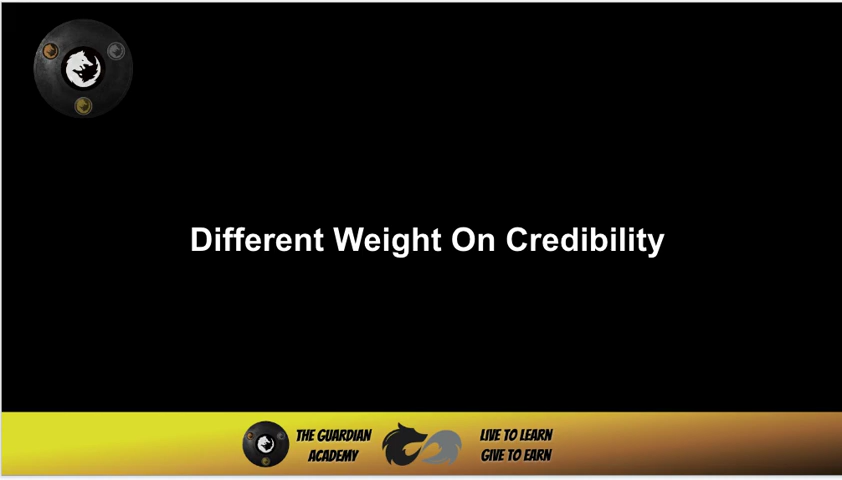 Different Weight On Credibility
THE GUARDIAN
ACADEMY
LIVE TO LEARN
GIVE TO EARN